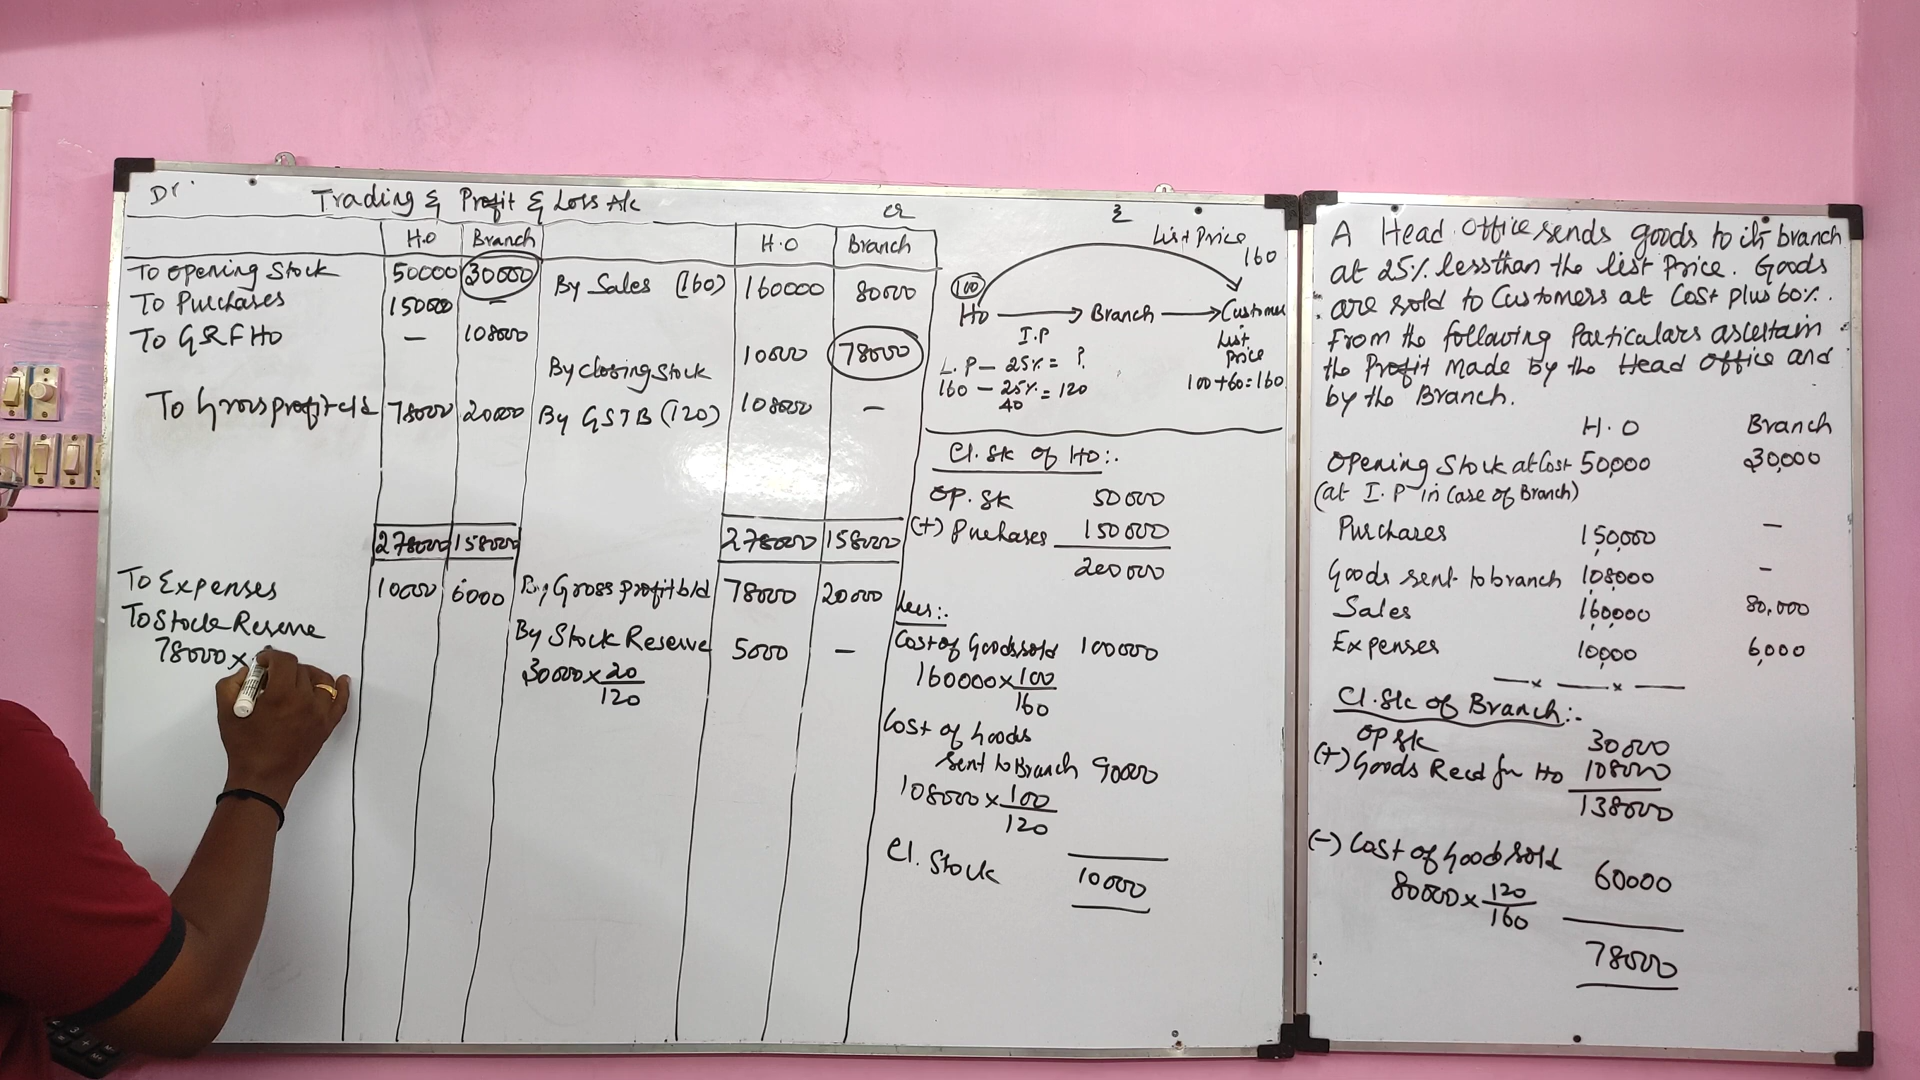 Dr. Trading & Profit & Loss A/c Cr
H.O Branch H.O Branch
To Opening Stock 50000 30000 By Sales (160) 160000 80000
To Purchases 150000 -
To GRFHO - 108000
By Closing Stock 10000 78000
To Gross profit c/d 78000 20000 By GSTB (120) 108000 -
278000 158000 278000 158000
To Expenses 10000 6000 By Gross profit b/d 78000 20000
To Stock Reserve By Stock Reserve 5000 -
78000 × 30000 × 20/120
List Price
160
100
HO → Branch → Customer
I.P List
Price
L.P - 25% = ? 100+60=160
160 - 25% = 120
40
Cl. Sk of HO:.
OP. Sk 50000
(+) Purchases 150000
200000
Less:.
Cost of Goods sold 100000
160000 × 100/160
Cost of Goods
Sent to Branch 90000
108000 × 100/120
Cl. Stock
10000
A Head Office sends goods to its branch
at 25% less than the list Price. Goods
are sold to Customers at Cost plus 60%.
From the following Particulars ascertain
the Profit Made by the Head Office and
by the Branch.
H.O Branch
Opening Stock at Cost 50,000 30,000
(at I.P in Case of Branch)
Purchases 150,000 -
Goods sent to branch 108000 -
Sales 160000 80,000
Expenses 10,000 6,000
— x — x —
Cl. Sk of Branch:.
OP Sk 30000
(+) Goods Recd fm HO 108000
138000
(-) Cost of Good Sold 60000
80000 × 120/160
78000